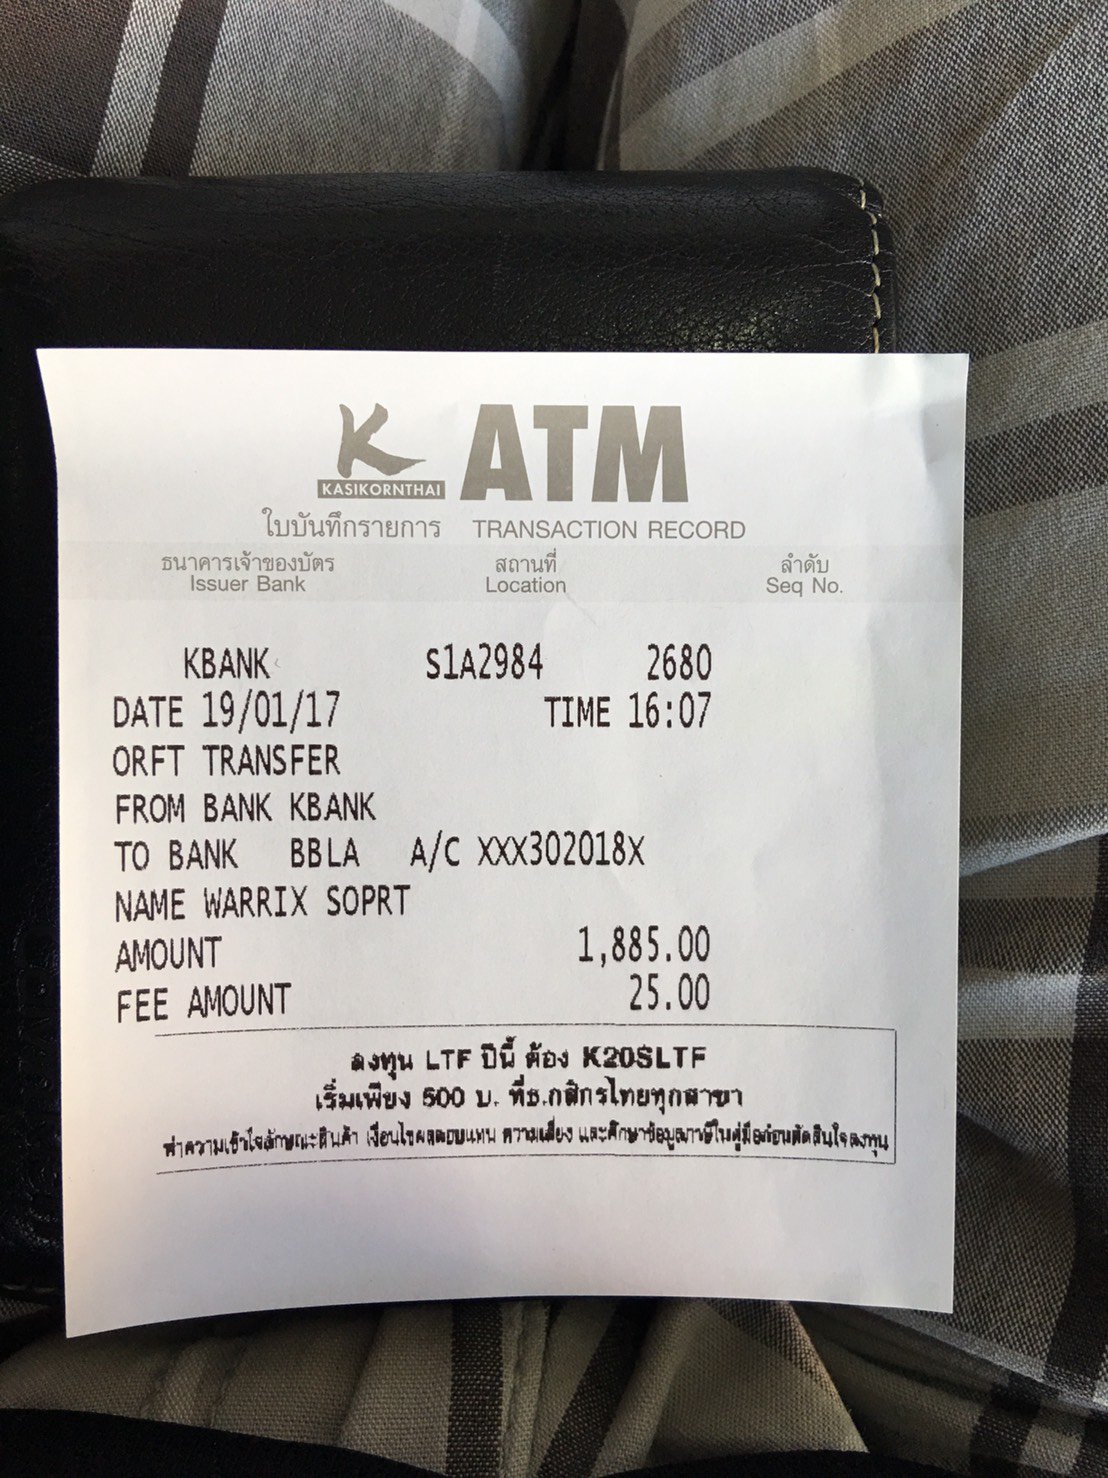 K ATM
KASIKORNTHAI
ใบบันทึกรายการ TRANSACTION RECORD
ธนาคารเจ้าของบัตร สถานที่ ลำดับ
Issuer Bank Location Seq No.
KBANK S1A2984 2680
DATE 19/01/17 TIME 16:07
ORFT TRANSFER
FROM BANK KBANK
TO BANK BBLA A/C XXX302018X
NAME WARRIX SOPRT
AMOUNT 1,885.00
FEE AMOUNT 25.00
ลงทุน LTF ปีนี้ ต้อง K20SLTF
เริ่มเพียง 500 บ. ที่ธ.กสิกรไทยทุกสาขา
ทำความเข้าใจลักษณะสินค้า เงื่อนไขผลตอบแทน ความเสี่ยง และศึกษาข้อมูลภาษีในคู่มือก่อนตัดสินใจลงทุน